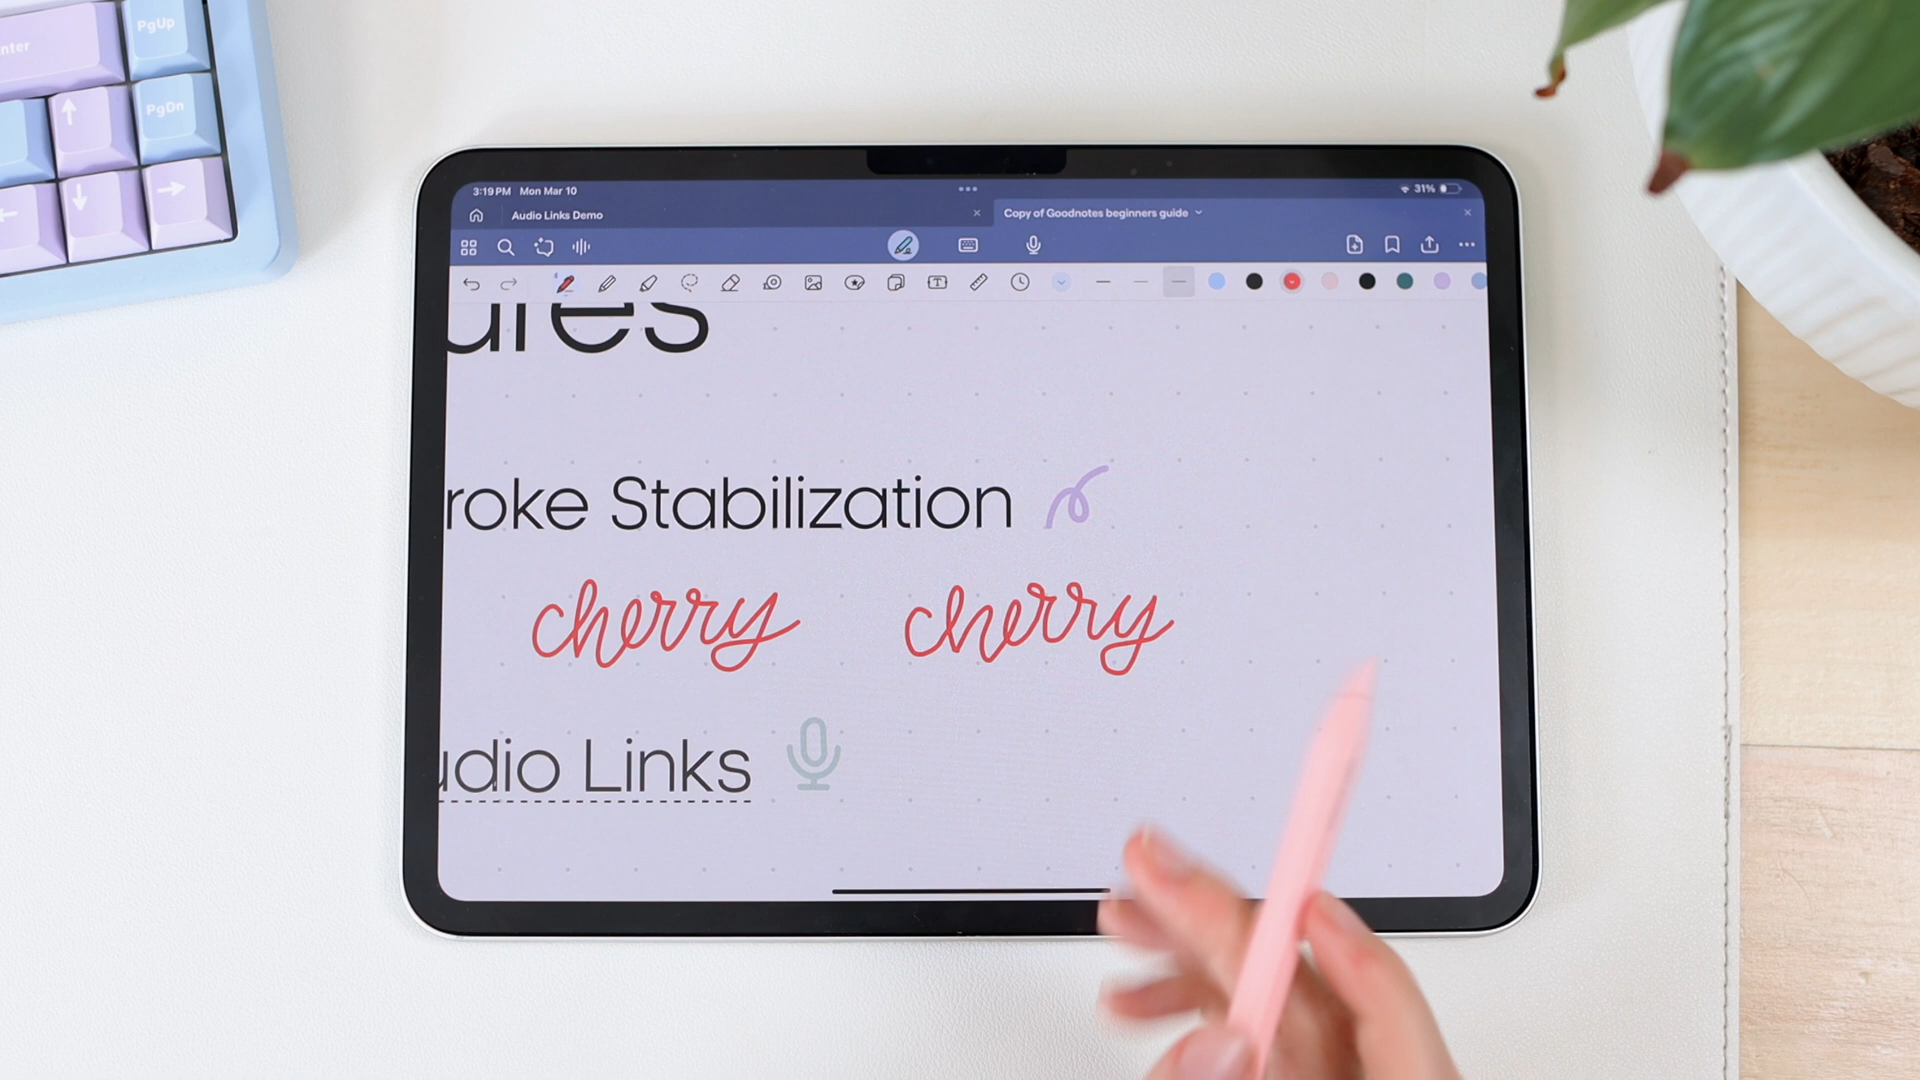 PgUp
PgDn
3:19 PM Mon Mar 10
31%
Audio Links Demo
Copy of Goodnotes beginners guide
roke Stabilization
cherry cherry
udio Links